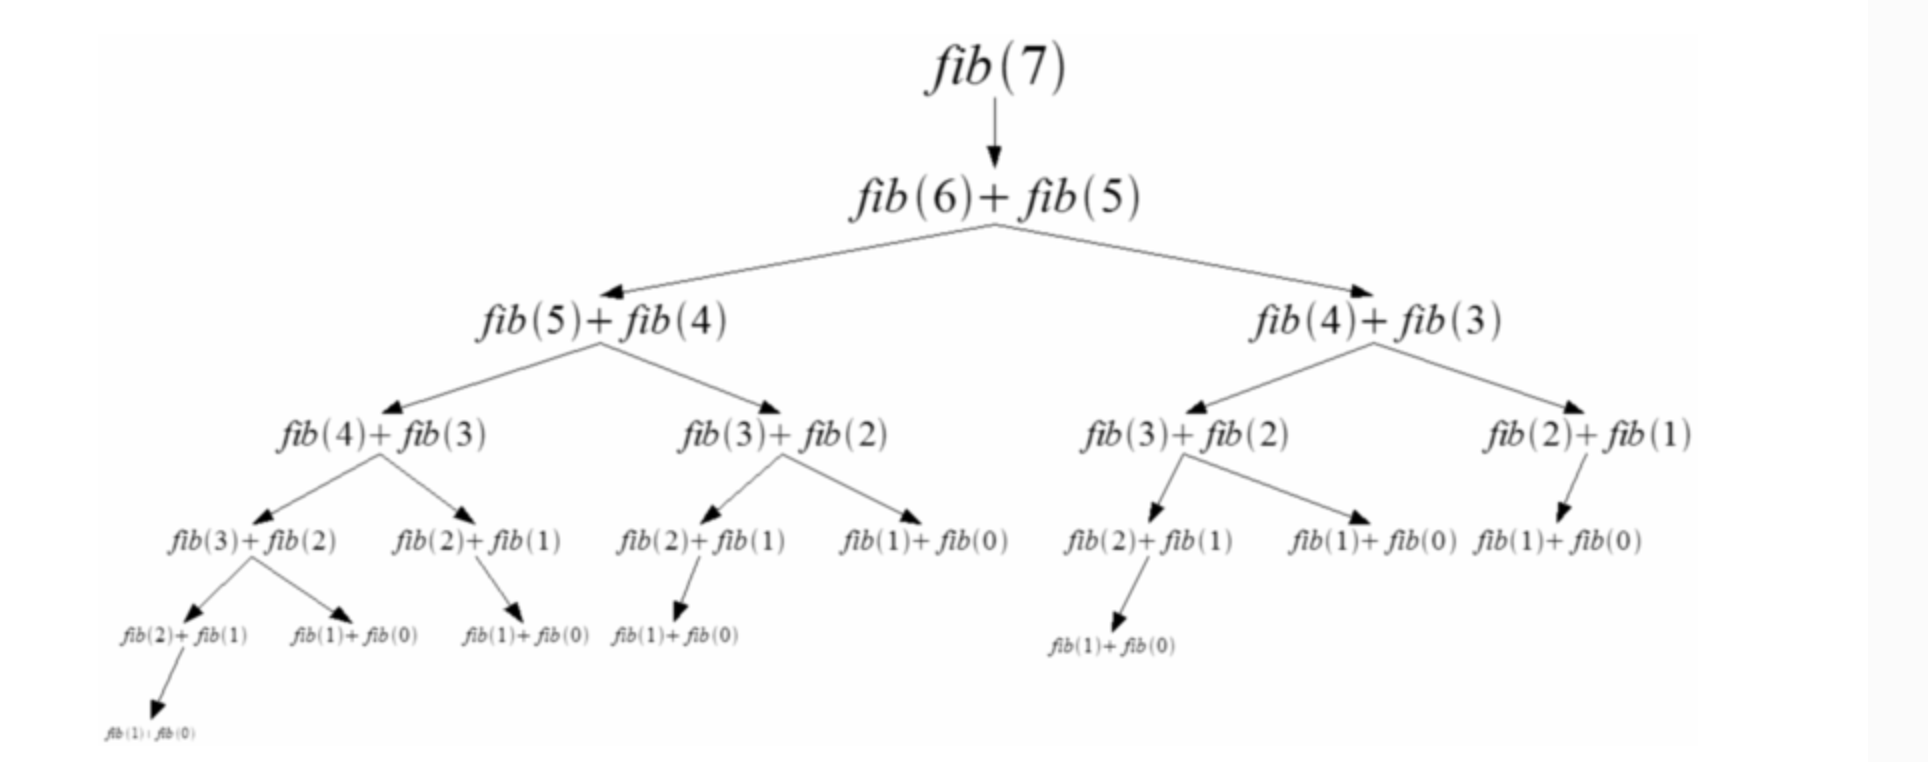 fib(7)
fib(6)+ fib(5)
fib(5)+ fib(4) fib(4)+ fib(3)
fib(4)+ fib(3) fib(3)+ fib(2) fib(3)+ fib(2) fib(2)+ fib(1)
fib(3)+ fib(2) fib(2)+ fib(1) fib(2)+ fib(1) fib(1)+ fib(0) fib(2)+ fib(1) fib(1)+ fib(0) fib(1)+ fib(0)
fib(2)+ fib(1) fib(1)+ fib(0) fib(1)+ fib(0) fib(1)+ fib(0) fib(1)+ fib(0)
fib(1)+ fib(0)